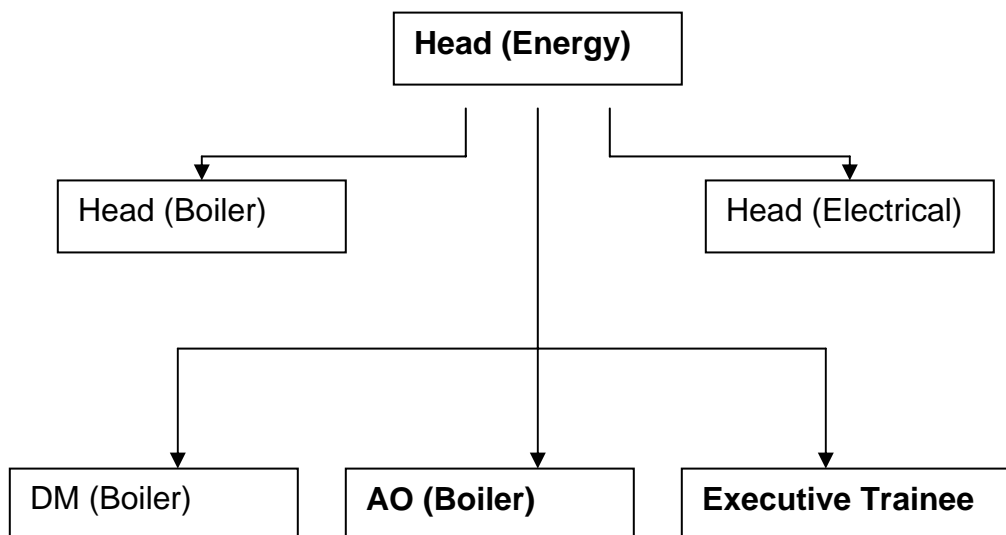 Head (Energy)
Head (Boiler)
Head (Electrical)
DM (Boiler)
AO (Boiler)
Executive Trainee